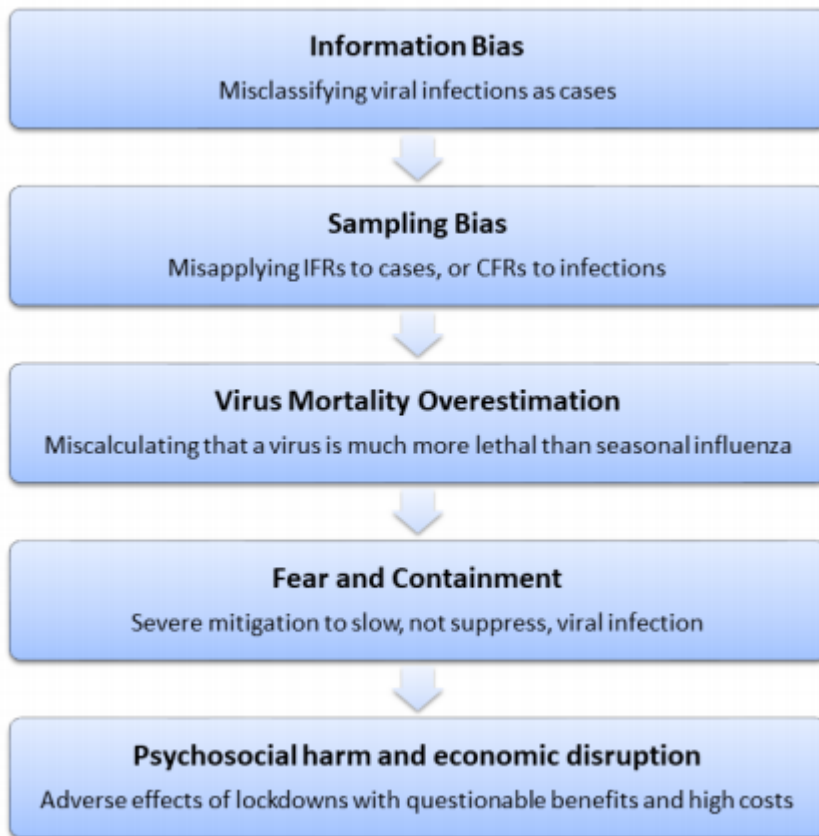 Information Bias
Misclassifying viral infections as cases
Sampling Bias
Misapplying IFRs to cases, or CFRs to infections
Virus Mortality Overestimation
Miscalculating that a virus is much more lethal than seasonal influenza
Fear and Containment
Severe mitigation to slow, not suppress, viral infection
Psychosocial harm and economic disruption
Adverse effects of lockdowns with questionable benefits and high costs